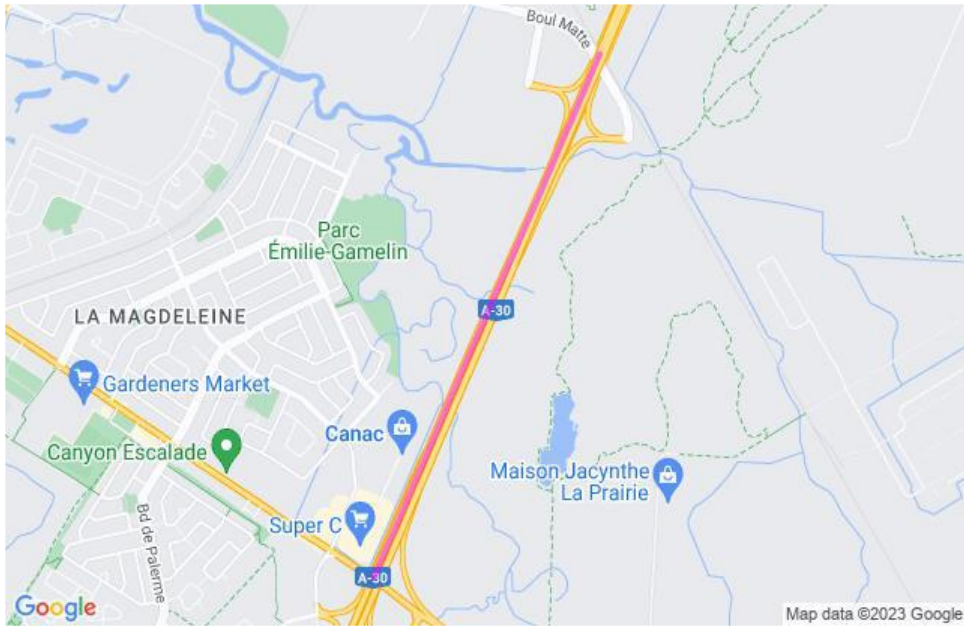 Boul Matte
Parc
Émilie-Gamelin
A-30
LA MAGDELEINE
Gardeners Market
Canac
Canyon Escalade
Maison Jacynthe
La Prairie
Super C
Bd de Palerme
A-30
Google
Map data ©2023 Google